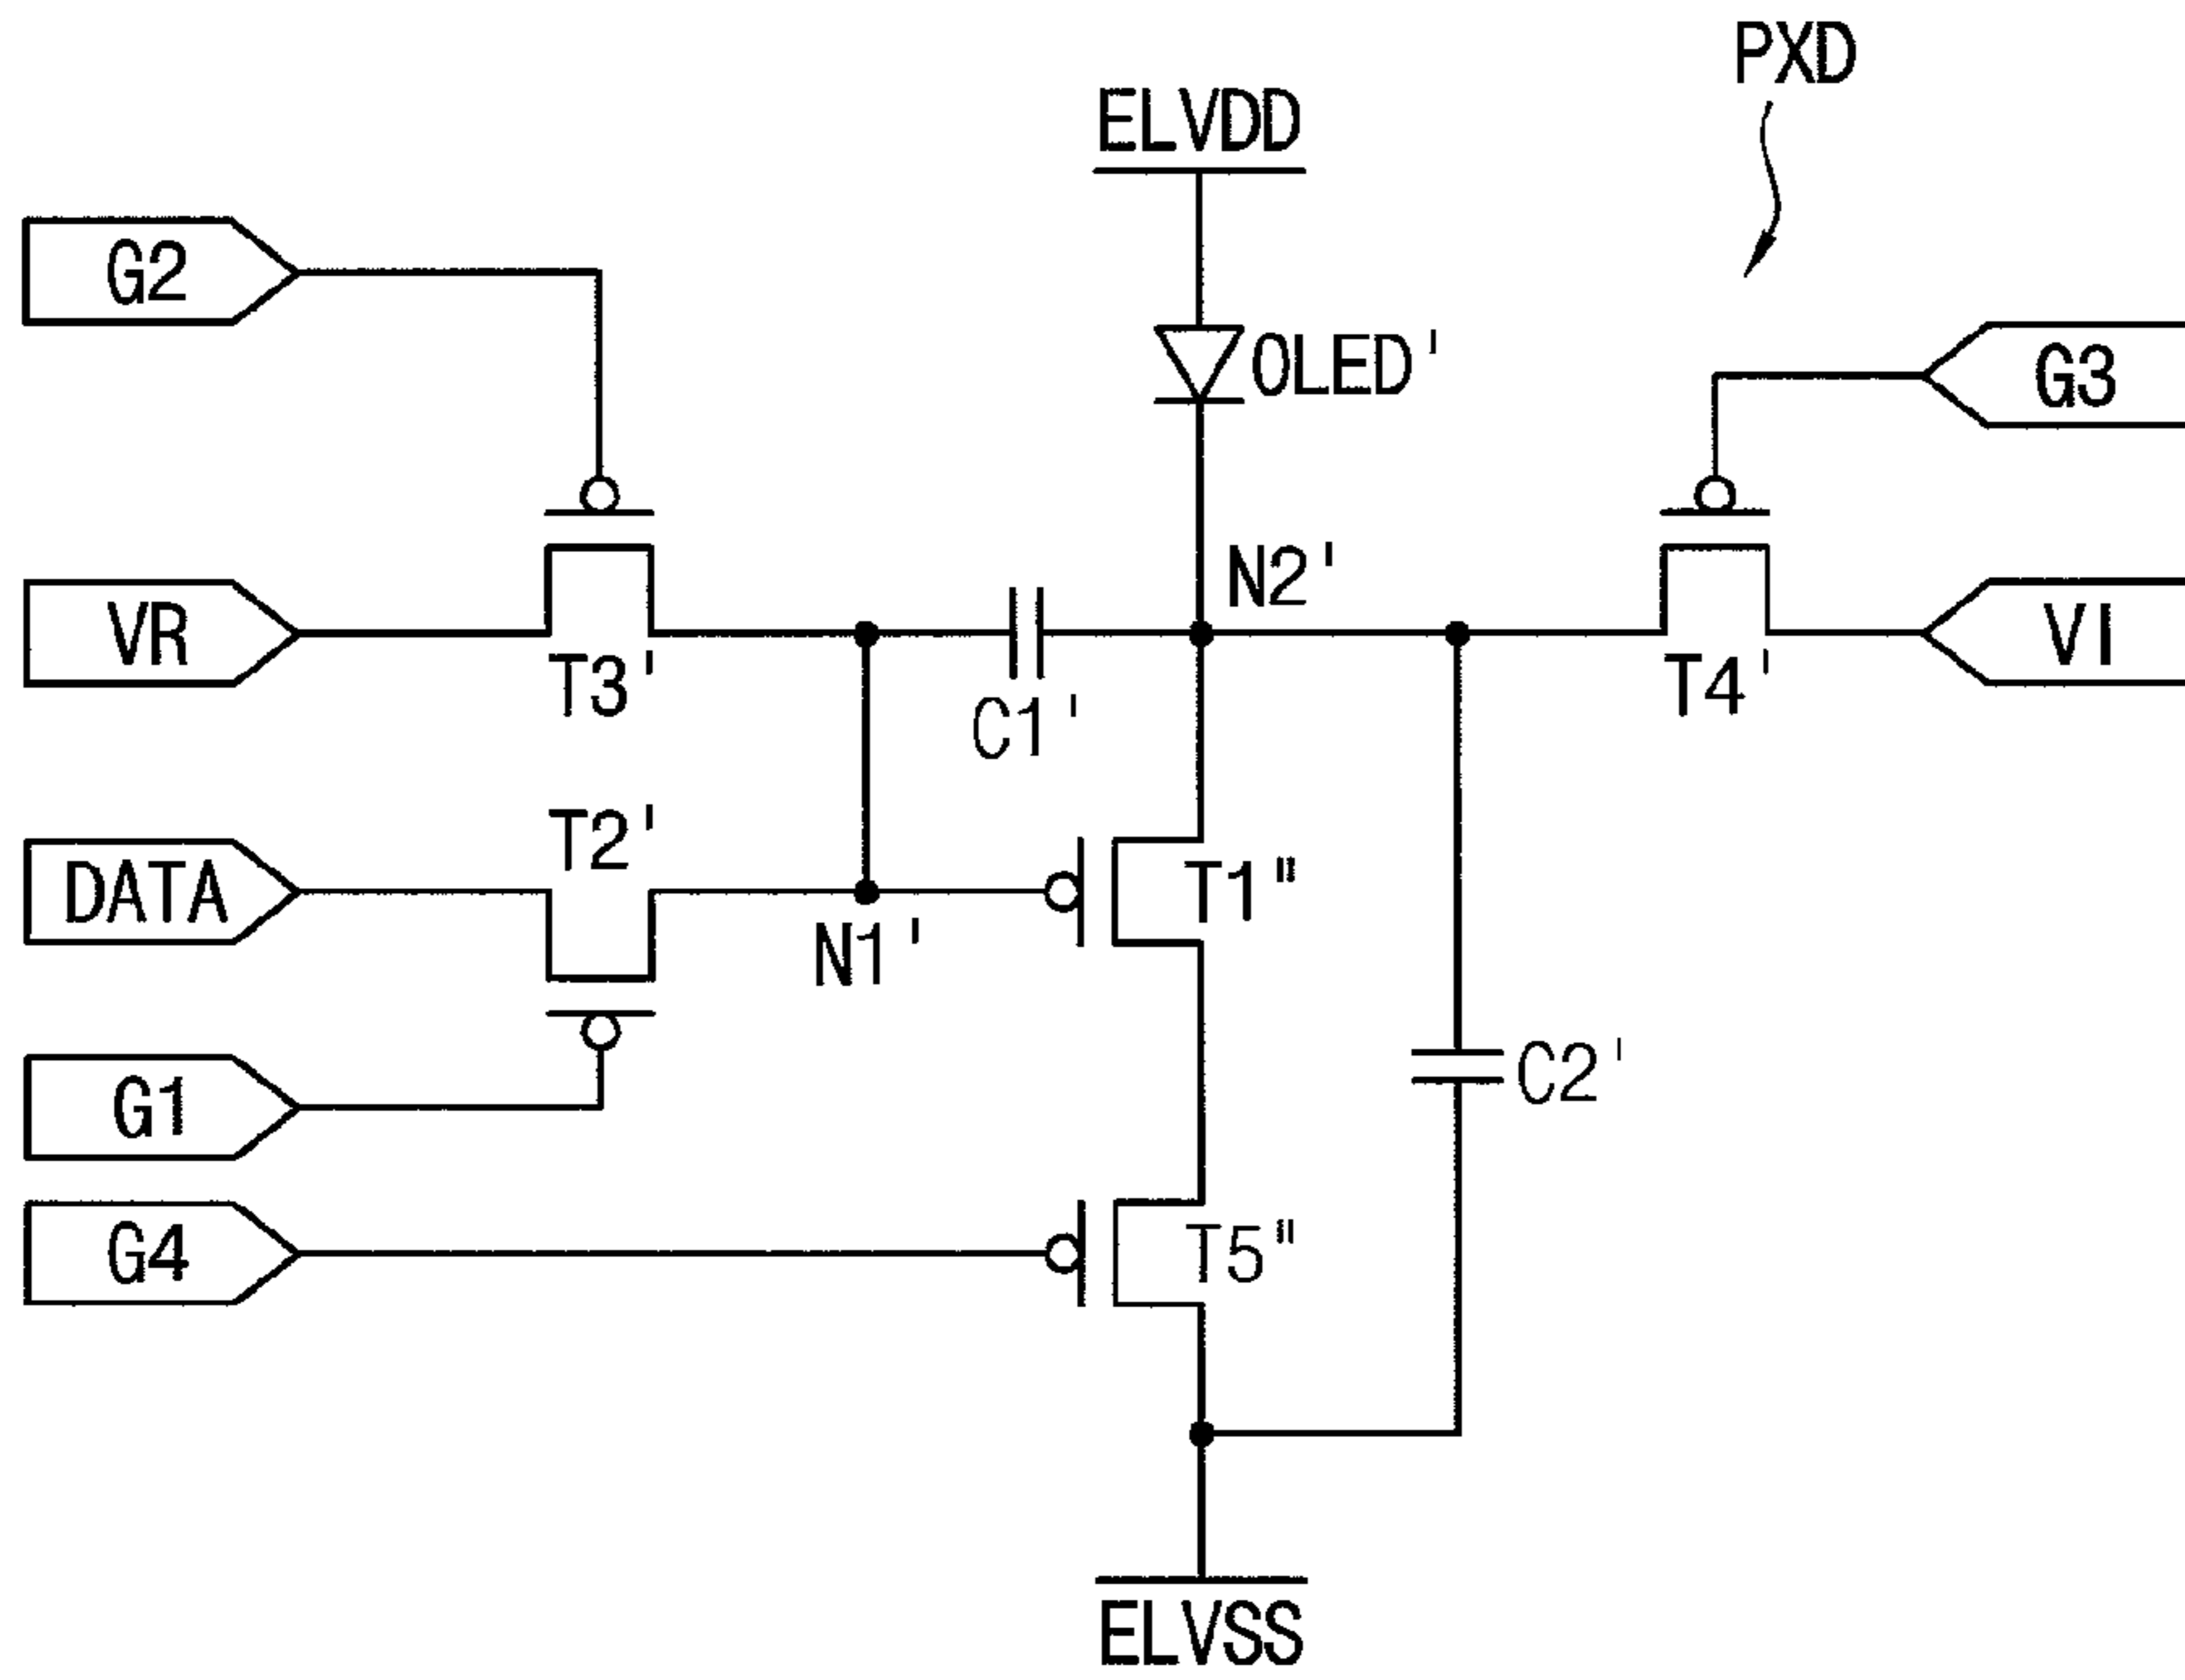 PXD
ELVDD
G2
OLED'
G3
N2'
VR
VI
T3'
T4'
C1'
T2'
DATA
T1"
N1'
C2'
G1
G4
T5"
ELVSS